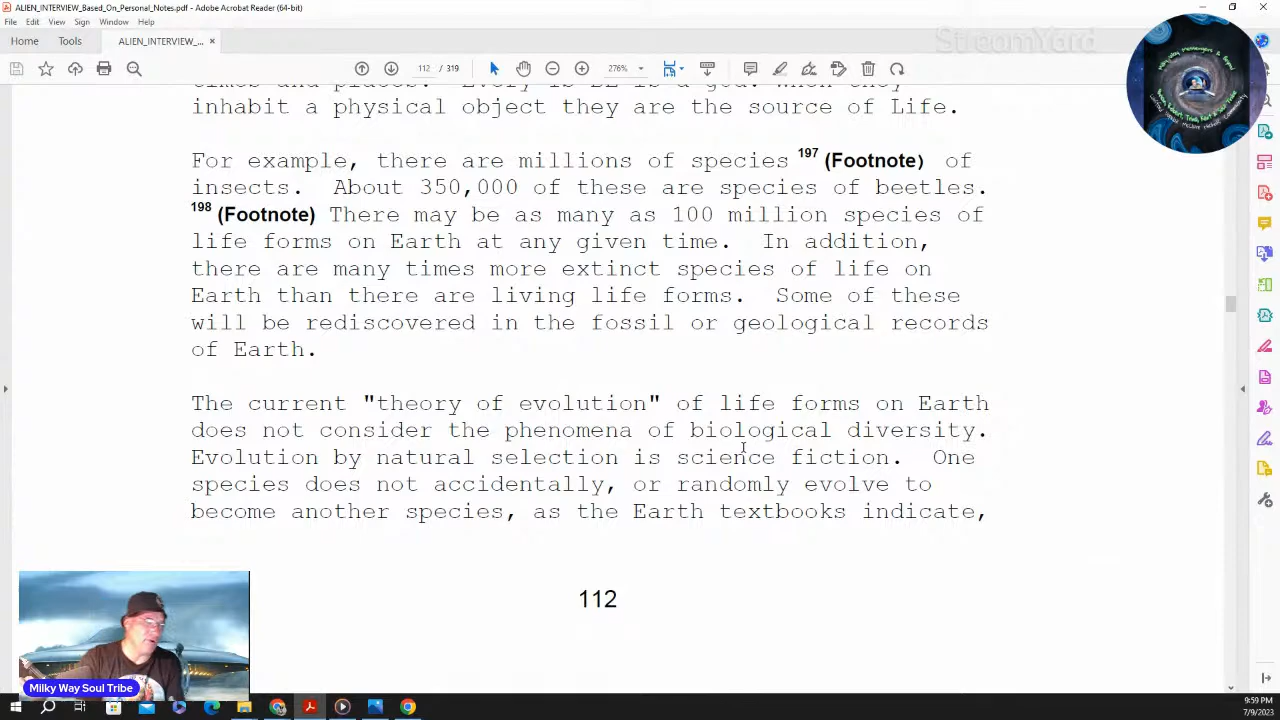 ALIEN_INTERVIEW_Based_On_Personal_Notes.pdf - Adobe Acrobat Reader (64-bit)
File Edit View Sign Window Help
StreamYard
Home Tools ALIEN_INTERVIEW_... ×
112 / 319 276%
inhabit a physical object they are the source of Life.
For example, there are millions of species 197 (Footnote) of
insects. About 350,000 of these are species of beetles.
198 (Footnote) There may be as many as 100 million species of
life forms on Earth at any given time. In addition,
there are many times more extinct species of life on
Earth than there are living life forms. Some of these
will be rediscovered in the fossil or geological records
of Earth.
The current "theory of evolution" of life forms on Earth
does not consider the phenomena of biological diversity.
Evolution by natural selection is science fiction. One
species does not accidentally, or randomly evolve to
become another species, as the Earth textbooks indicate,
112
Milky Way Soul Tribe
9:59 PM
7/9/2023